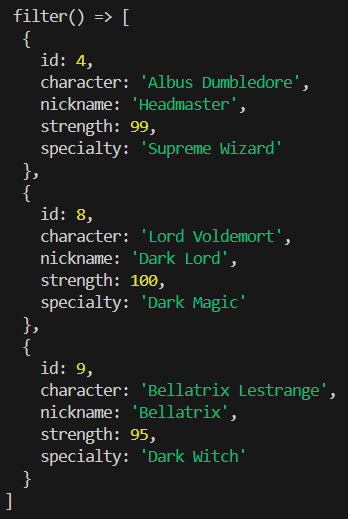 filter() => [
  {
    id: 4,
    character: 'Albus Dumbledore',
    nickname: 'Headmaster',
    strength: 99,
    specialty: 'Supreme Wizard'
  },
  {
    id: 8,
    character: 'Lord Voldemort',
    nickname: 'Dark Lord',
    strength: 100,
    specialty: 'Dark Magic'
  },
  {
    id: 9,
    character: 'Bellatrix Lestrange',
    nickname: 'Bellatrix',
    strength: 95,
    specialty: 'Dark Witch'
  }
]